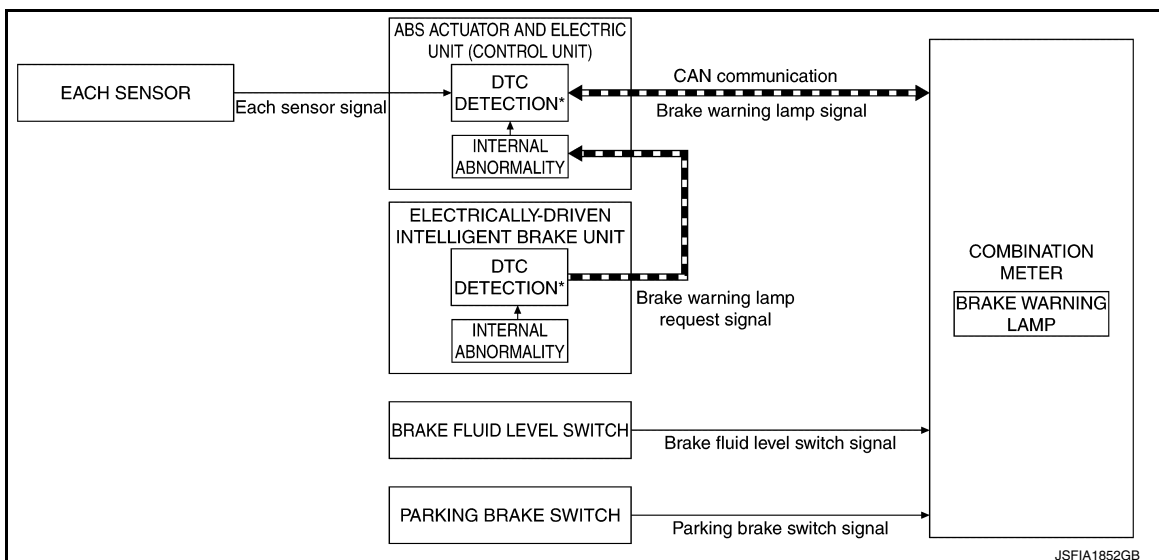 ABS ACTUATOR AND ELECTRIC
UNIT (CONTROL UNIT)
EACH SENSOR
Each sensor signal
DTC
DETECTION*
INTERNAL
ABNORMALITY
CAN communication
Brake warning lamp signal
ELECTRICALLY-DRIVEN
INTELLIGENT BRAKE UNIT
DTC
DETECTION*
INTERNAL
ABNORMALITY
Brake warning lamp
request signal
COMBINATION
METER
BRAKE WARNING
LAMP
BRAKE FLUID LEVEL SWITCH
Brake fluid level switch signal
PARKING BRAKE SWITCH
Parking brake switch signal
JSFIA1852GB